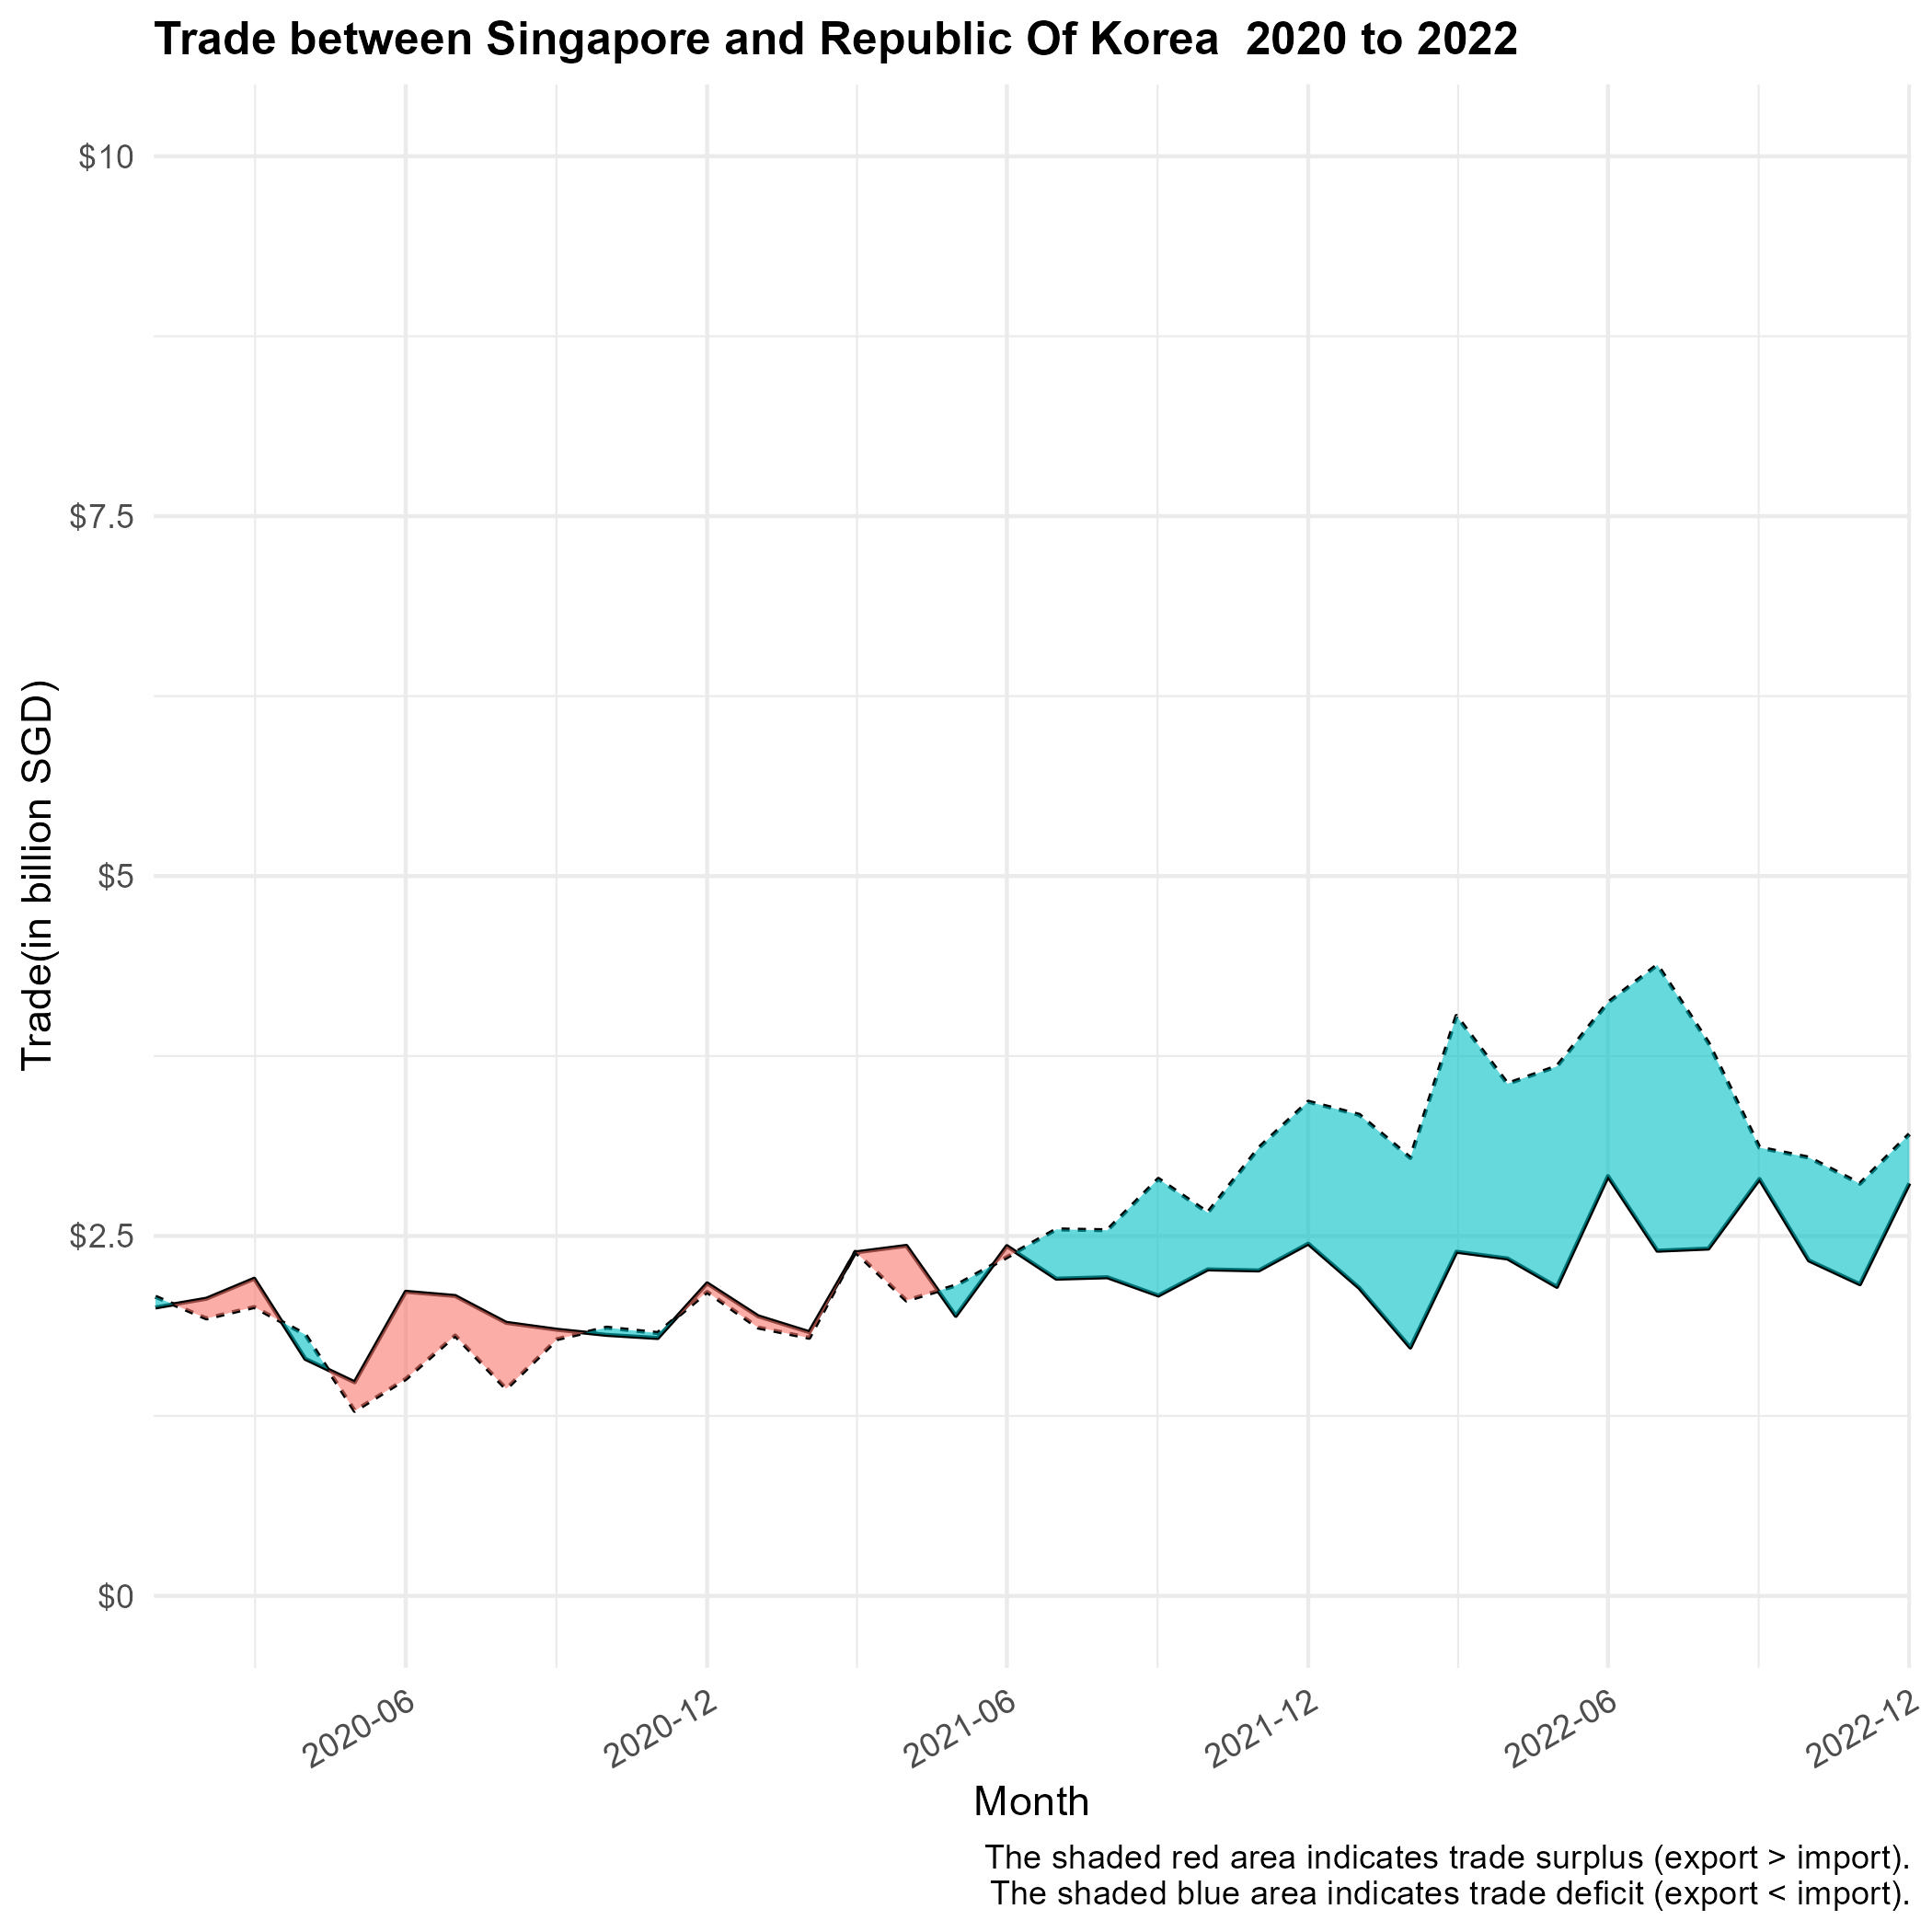 Trade between Singapore and Republic Of Korea  2020 to 2022
$10
$7.5
$5
$2.5
$0
Trade(in billion SGD)
2020-06
2020-12
2021-06
2021-12
2022-06
2022-12
Month
The shaded red area indicates trade surplus (export > import).
The shaded blue area indicates trade deficit (export < import).